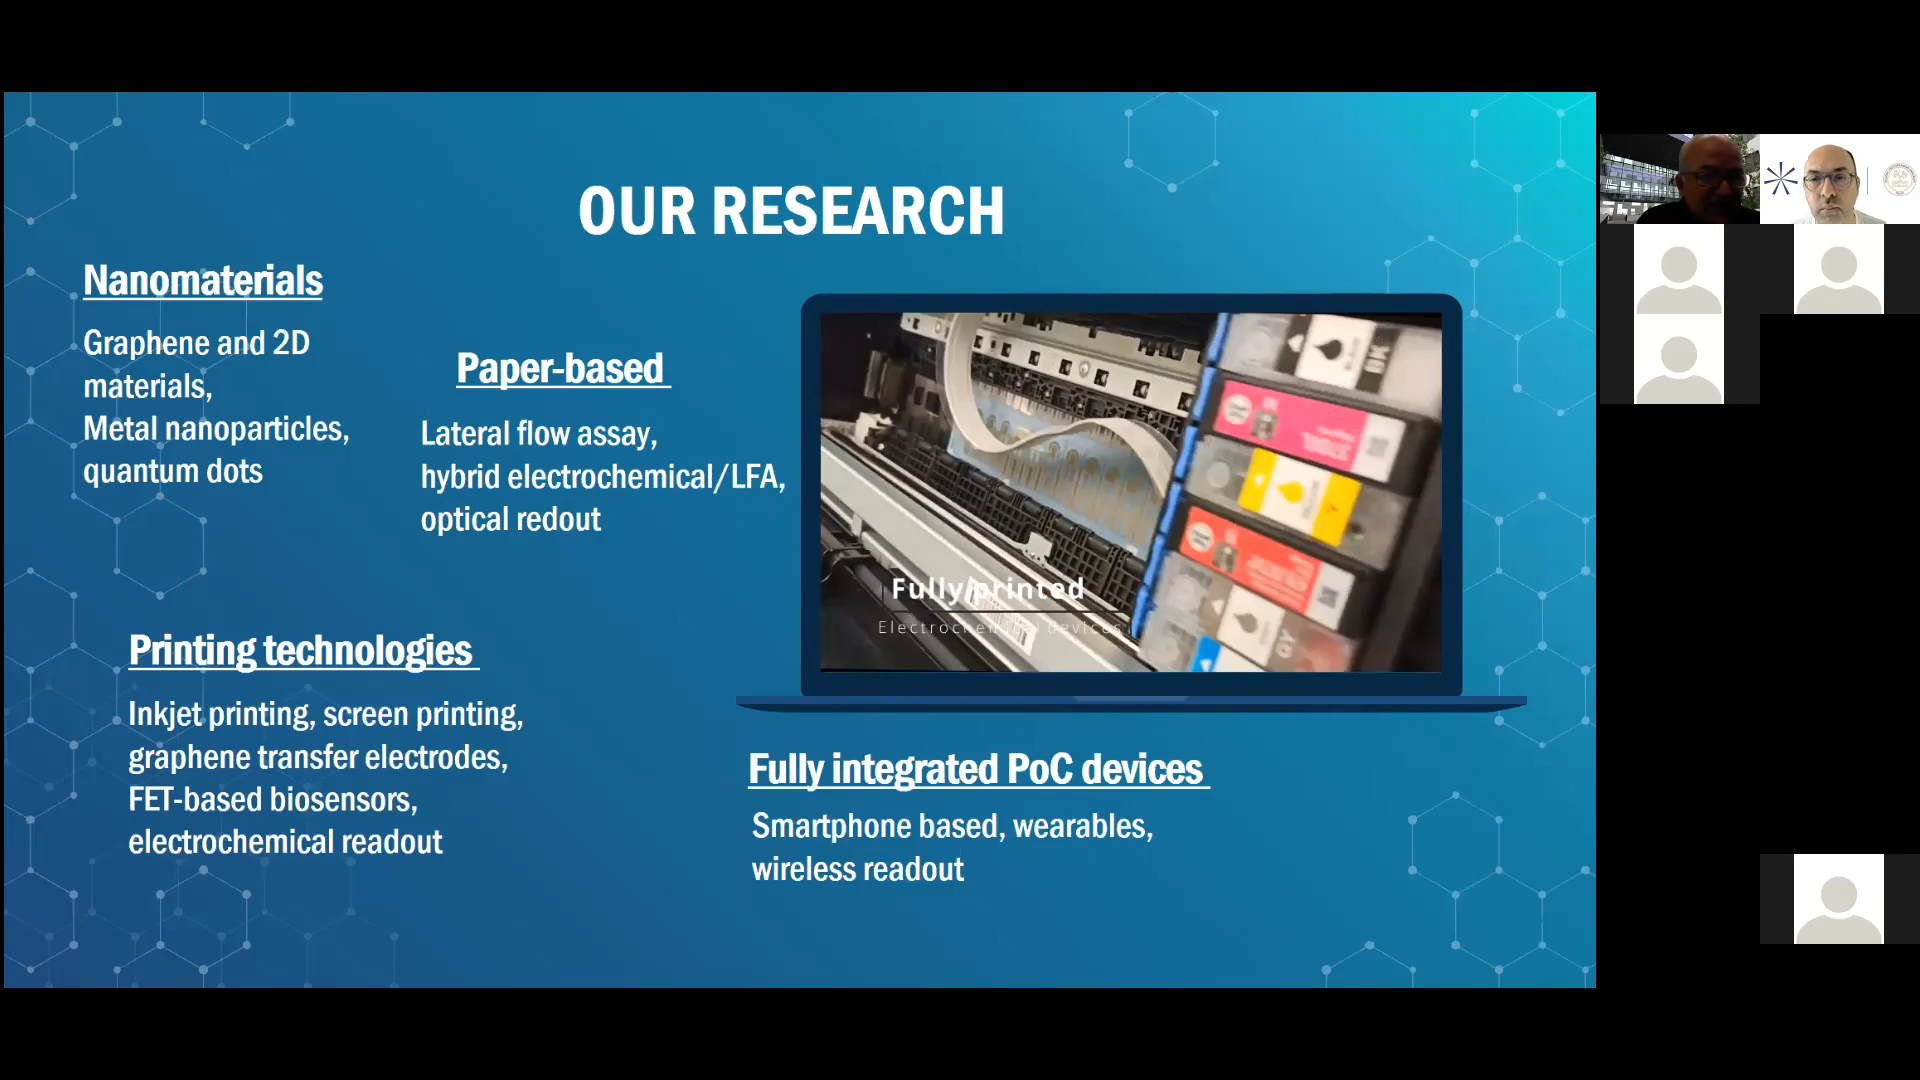 OUR RESEARCH
Nanomaterials
Graphene and 2D
materials,
Metal nanoparticles,
quantum dots
Paper-based
Lateral flow assay,
hybrid electrochemical/LFA,
optical redout
Fully printed
Electrochemical devices
Printing technologies
Inkjet printing, screen printing,
graphene transfer electrodes,
FET-based biosensors,
electrochemical readout
Fully integrated PoC devices
Smartphone based, wearables,
wireless readout